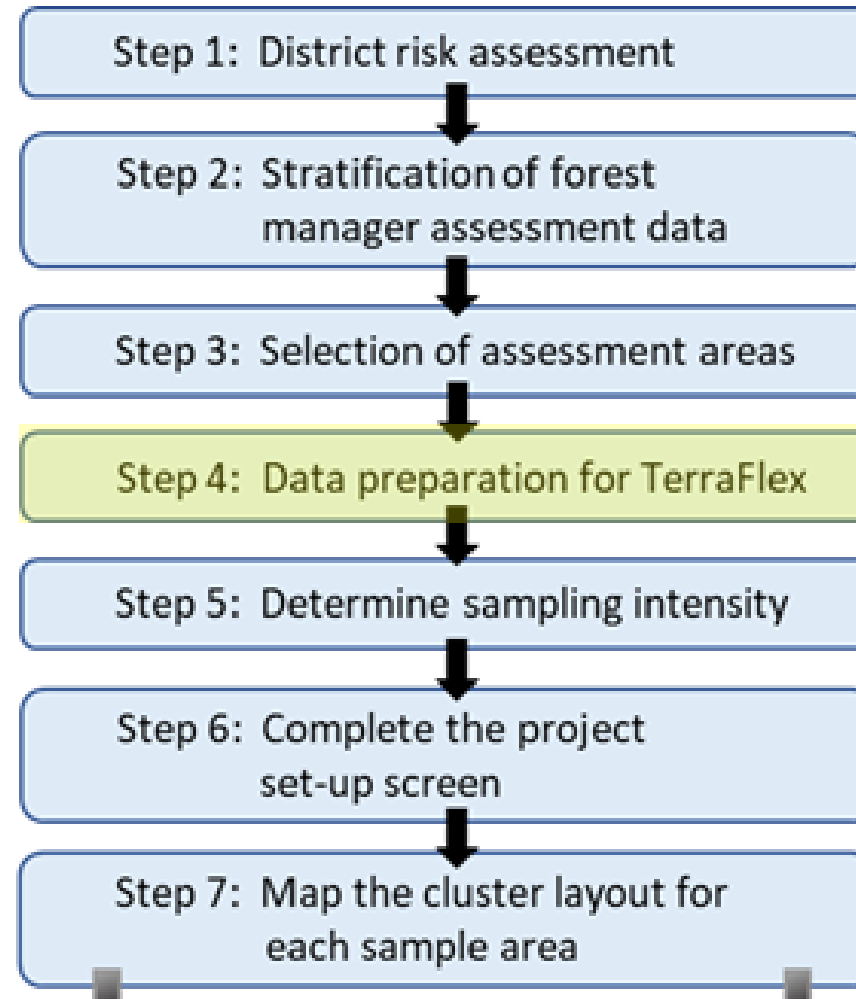 Step 1: District risk assessment
Step 2: Stratification of forest
manager assessment data
Step 3: Selection of assessment areas
Step 4: Data preparation for TerraFlex
Step 5: Determine sampling intensity
Step 6: Complete the project
set-up screen
Step 7: Map the cluster layout for
each sample area